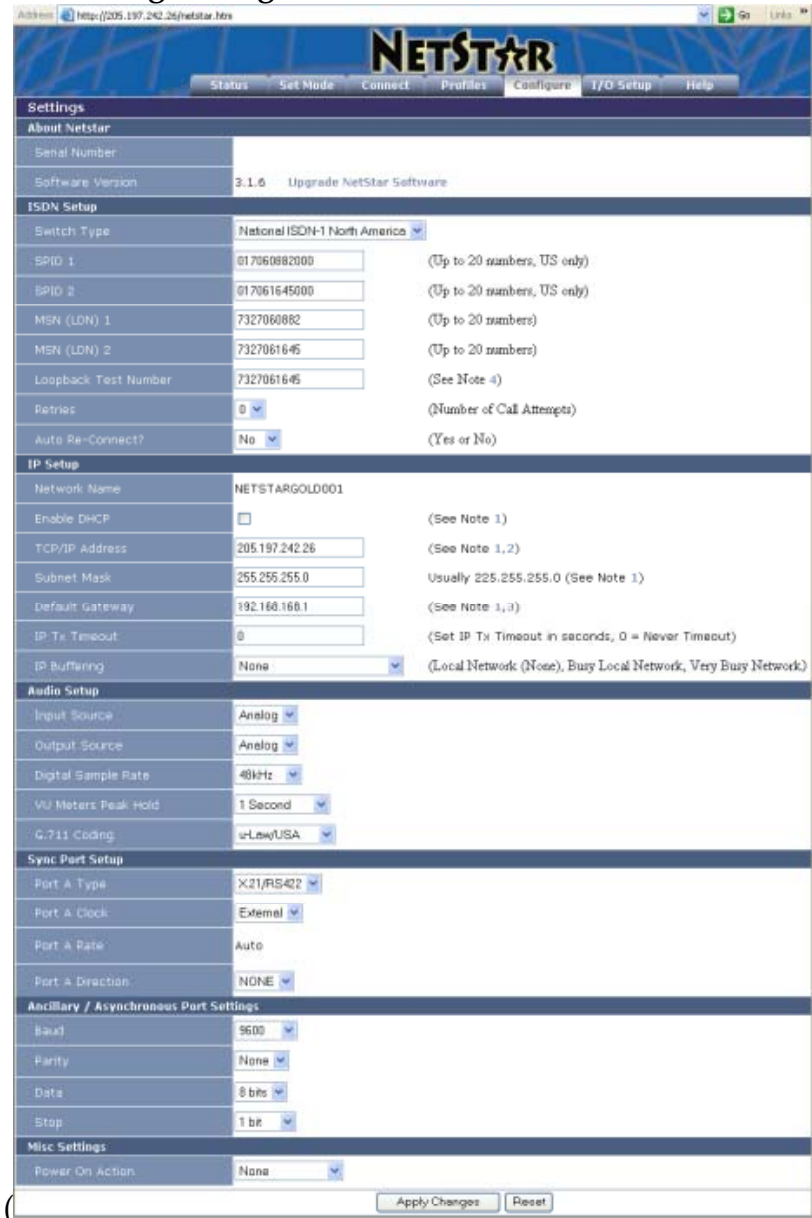 Address http://205.197.242.26/netstar.htm Go Links »
NETSTAR
Status Set Mode Connect Profiles Configure I/O Setup Help
Settings
About Netstar
Serial Number
Software Version 3.1.6 Upgrade NetStar Software
ISDN Setup
Switch Type National ISDN-1 North America
SPID 1 017060882000 (Up to 20 numbers, US only)
SPID 2 017061645000 (Up to 20 numbers, US only)
MSN (LDN) 1 7327060882 (Up to 20 numbers)
MSN (LDN) 2 7327061645 (Up to 20 numbers)
Loopback Test Number 7327061645 (See Note 4)
Retries 0 (Number of Call Attempts)
Auto Re-Connect? No (Yes or No)
IP Setup
Network Name NETSTARGOLD001
Enable DHCP (See Note 1)
TCP/IP Address 205.197.242.26 (See Note 1,2)
Subnet Mask 255.255.255.0 Usually 225.255.255.0 (See Note 1)
Default Gateway 192.168.168.1 (See Note 1,3)
IP Tx Timeout 0 (Set IP Tx Timeout in seconds, 0 = Never Timeout)
IP Buffering None (Local Network (None), Busy Local Network, Very Busy Network)
Audio Setup
Input Source Analog
Output Source Analog
Digital Sample Rate 48kHz
VU Meters Peak Hold 1 Second
G.711 Coding u-Law/USA
Sync Port Setup
Port A Type X.21/RS422
Port A Clock External
Port A Rate Auto
Port A Direction NONE
Ancillary / Asynchronous Port Settings
Baud 9600
Parity None
Data 8 bits
Stop 1 bit
Misc Settings
Power On Action None
( Apply Changes Reset